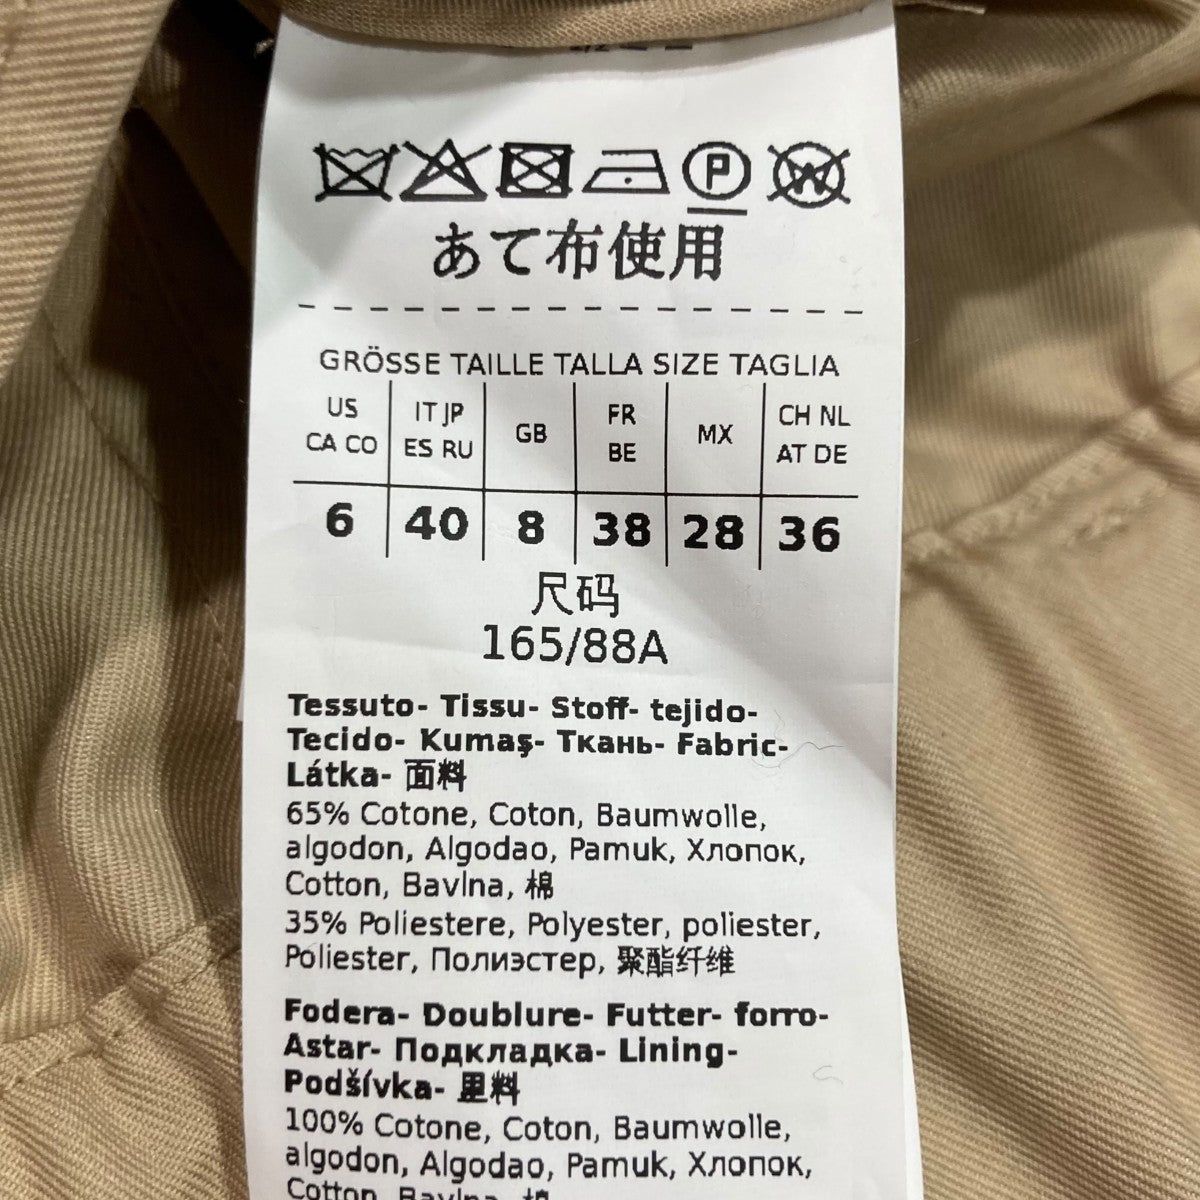 P W
あて布使用
GRÖSSE TAILLE TALLA SIZE TAGLIA
US CA CO IT JP ES RU GB FR BE MX CH NL AT DE
6 40 8 38 28 36
尺码
165/88A
Tessuto- Tissu- Stoff- tejido-
Tecido- Kumaş- Ткань- Fabric-
Látka- 面料
65% Cotone, Coton, Baumwolle,
algodon, Algodao, Pamuk, Хлопок,
Cotton, Bavlna, 棉
35% Poliestere, Polyester, poliester,
Poliester, Полиэстер, 聚酯纤维
Fodera- Doublure- Futter- forro-
Astar- Подкладка- Lining-
Podšívka- 里料
100% Cotone, Coton, Baumwolle,
algodon, Algodao, Pamuk, Хлопок,
Cotton, Bavlna, 棉